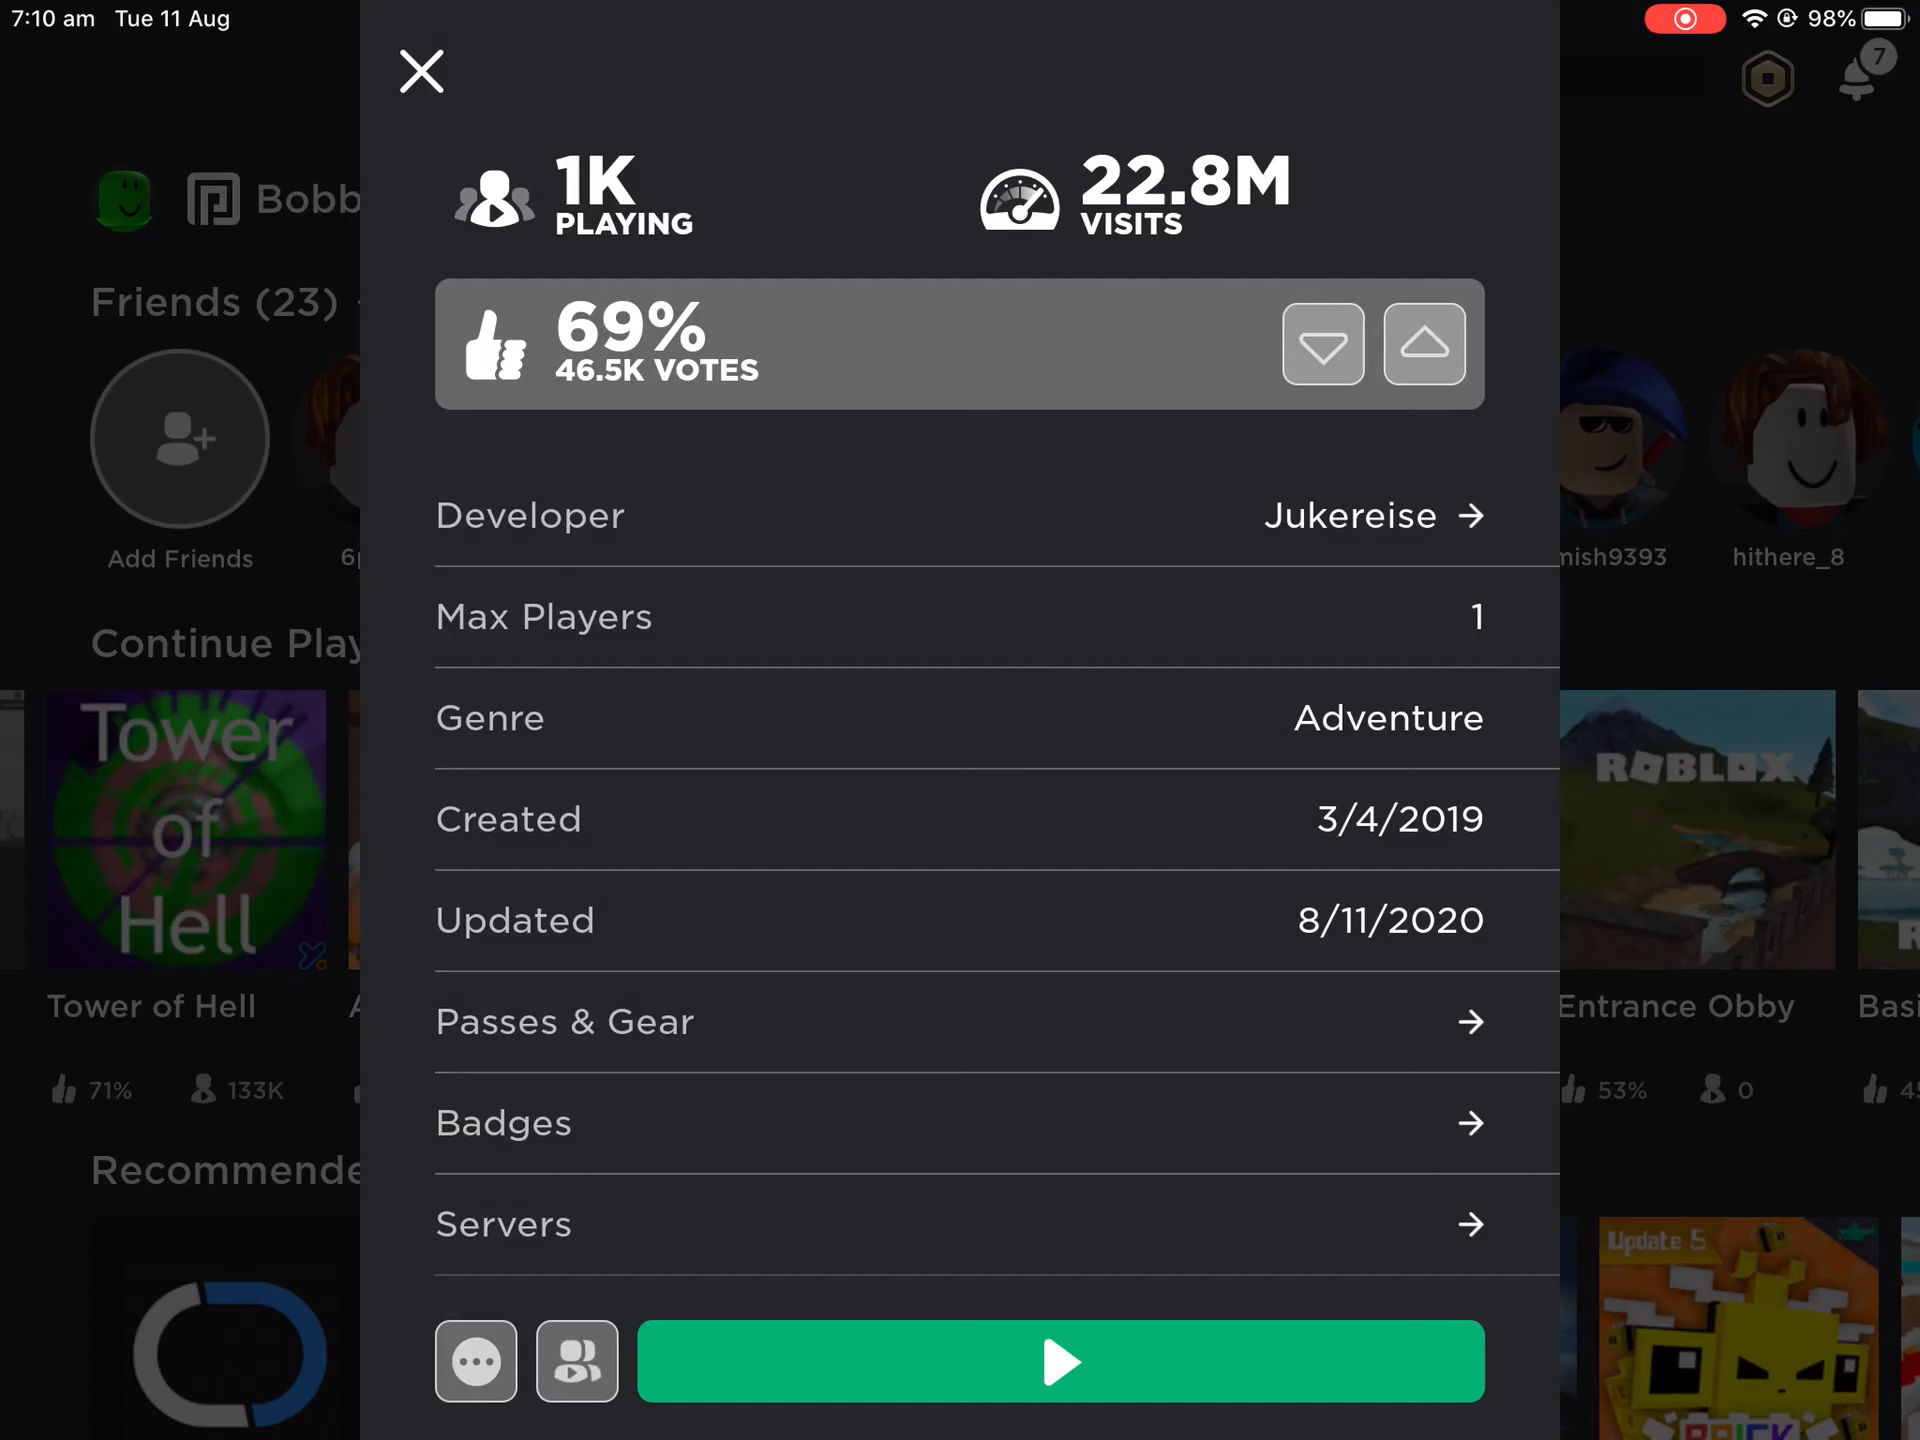 7:10 am Tue 11 Aug
98%
7
1K
PLAYING
22.8M
VISITS
Bobb
69%
46.5K VOTES
Friends (23)
Add Friends
hithere_8
mish9393
Developer
Jukereise
Max Players
1
Genre
Adventure
Created
3/4/2019
Updated
8/11/2020
Passes & Gear
Badges
Servers
Continue Play
Tower
of
Hell
Tower of Hell
71%
133K
ROBLOX
Entrance Obby
53%
0
Basi
45
Recommende
Update 5